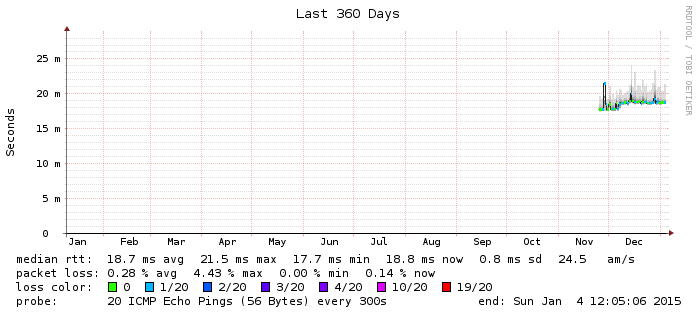 Last 360 Days
RRDTOOL / TOBI OETIKER
Seconds
25 m
20 m
15 m
10 m
5 m
0
Jan Feb Mar Apr May Jun Jul Aug Sep Oct Nov Dec
median rtt: 18.7 ms avg 21.5 ms max 17.7 ms min 18.8 ms now 0.8 ms sd 24.5 am/s
packet loss: 0.28 % avg 4.43 % max 0.00 % min 0.14 % now
loss color: 0 1/20 2/20 3/20 4/20 10/20 19/20
probe: 20 ICMP Echo Pings (56 Bytes) every 300s end: Sun Jan 4 12:05:06 2015